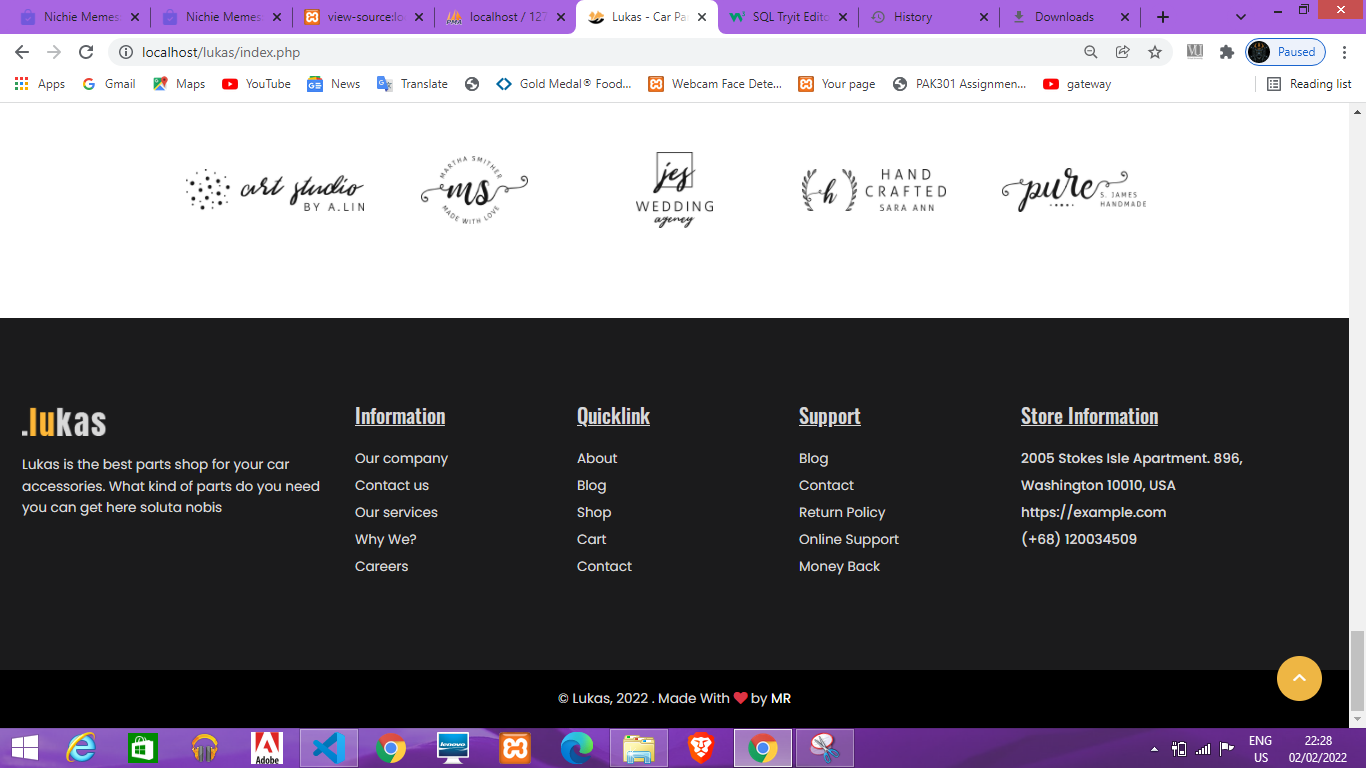 Nichie Memes
Nichie Memes
view-source:lo
localhost / 127
Lukas - Car Pa
SQL Tryit Edito
History
Downloads
localhost/lukas/index.php
Paused
Apps
Gmail
Maps
YouTube
News
Translate
Gold Medal® Food...
Webcam Face Dete...
Your page
PAK301 Assignmen...
gateway
Reading list
art studio
BY A.LIN
MARTHA SMITHER
ms
MADE WITH LOVE
jes
WEDDING
agency
h
HAND
CRAFTED
SARA ANN
pure
S. JAMES
HANDMADE
.lukas
Lukas is the best parts shop for your car
accessories. What kind of parts do you need
you can get here soluta nobis
Information
Our company
Contact us
Our services
Why We?
Careers
Quicklink
About
Blog
Shop
Cart
Contact
Support
Blog
Contact
Return Policy
Online Support
Money Back
Store Information
2005 Stokes Isle Apartment. 896,
Washington 10010, USA
https://example.com
(+68) 120034509
© Lukas, 2022 . Made With ❤ by MR
Adobe
lenovo
ENG
US
22:28
02/02/2022